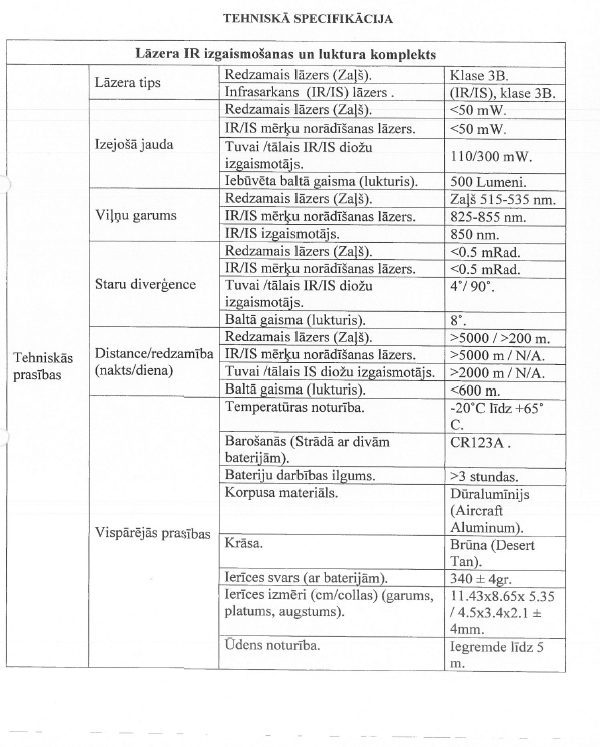 TEHNISKĀ SPECIFIKĀCIJA
Lāzera IR izgaismošanas un luktura komplekts
Tehniskās
prasības
Lāzera tips
Redzamais lāzers (Zaļš).
Klase 3B.
Infrasarkans (IR/IS) lāzers .
(IR/IS), klase 3B.
Izejošā jauda
Redzamais lāzers (Zaļš).
<50 mW.
IR/IS mērķu norādīšanas lāzers.
<50 mW.
Tuvai /tālais IR/IS diožu
izgaismotājs.
110/300 mW.
Iebūvēta baltā gaisma (lukturis).
500 Lumeni.
Viļņu garums
Redzamais lāzers (Zaļš).
Zaļš 515-535 nm.
IR/IS mērķu norādīšanas lāzers.
825-855 nm.
IR/IS izgaismotājs.
850 nm.
Staru diverģence
Redzamais lāzers (Zaļš).
<0.5 mRad.
IR/IS mērķu norādīšanas lāzers.
<0.5 mRad.
Tuvai /tālais IR/IS diožu
izgaismotājs.
4˚/ 90˚.
Baltā gaisma (lukturis).
8˚.
Distance/redzamība
(nakts/diena)
Redzamais lāzers (Zaļš).
>5000 / >200 m.
IR/IS mērķu norādīšanas lāzers.
>5000 m / N/A.
Tuvai /tālais IS diožu izgaismotājs.
>2000 m / N/A.
Baltā gaisma (lukturis).
<600 m.
Vispārējās prasības
Temperatūras noturība.
-20˚C līdz +65˚
C.
Barošanās (Strādā ar divām
baterijām).
CR123A .
Bateriju darbības ilgums.
>3 stundas.
Korpusa materiāls.
Dūralumīnijs
(Aircraft
Aluminum).
Krāsa.
Brūna (Desert
Tan).
Ierīces svars (ar baterijām).
340 ± 4gr.
Ierīces izmēri (cm/collas) (garums,
platums, augstums).
11.43x8.65x 5.35
/ 4.5x3.4x2.1 ±
4mm.
Ūdens noturība.
Iegremde līdz 5
m.